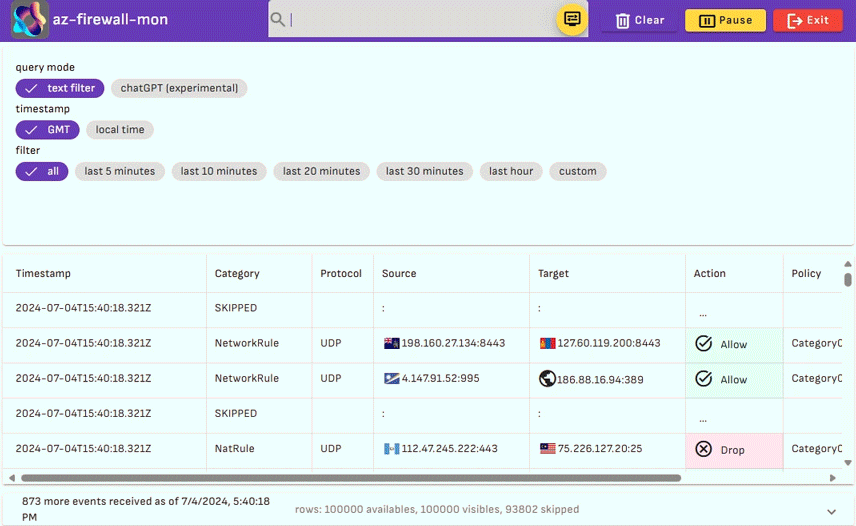 az-firewall-mon Clear Pause Exit
query mode
text filter chatGPT (experimental)
timestamp
GMT local time
filter
all last 5 minutes last 10 minutes last 20 minutes last 30 minutes last hour custom
Timestamp Category Protocol Source Target Action Policy
2024-07-04T15:40:18.321Z SKIPPED : : ...
2024-07-04T15:40:18.321Z NetworkRule UDP 198.160.27.134:8443 127.60.119.200:8443 Allow CategoryC
2024-07-04T15:40:18.321Z NetworkRule UDP 4.147.91.52:995 186.88.16.94:389 Allow CategoryC
2024-07-04T15:40:18.321Z SKIPPED : : ...
2024-07-04T15:40:18.321Z NatRule UDP 112.47.245.222:443 75.226.127.20:25 Drop CategoryC
873 more events received as of 7/4/2024, 5:40:18
PM
rows: 100000 availables, 100000 visibles, 93802 skipped